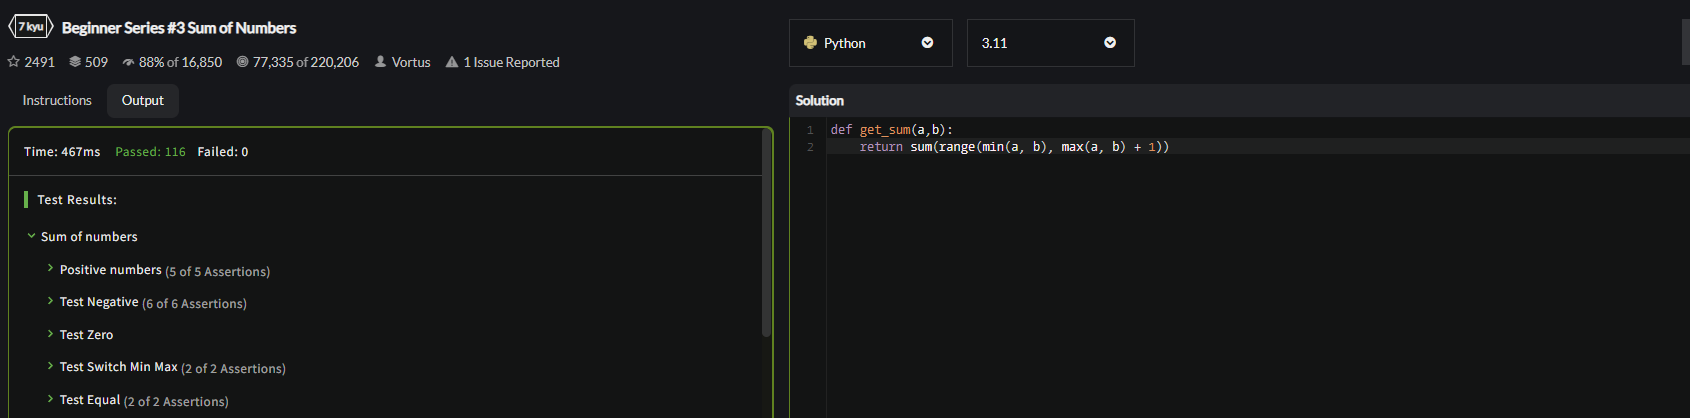 7 kyu Beginner Series #3 Sum of Numbers
2491 509 88% of 16,850 77,335 of 220,206 Vortus 1 Issue Reported
Instructions Output
Time: 467ms Passed: 116 Failed: 0
Test Results:
Sum of numbers
Positive numbers (5 of 5 Assertions)
Test Negative (6 of 6 Assertions)
Test Zero
Test Switch Min Max (2 of 2 Assertions)
Test Equal (2 of 2 Assertions)
Python 3.11
Solution
1 def get_sum(a,b):
2 return sum(range(min(a, b), max(a, b) + 1))